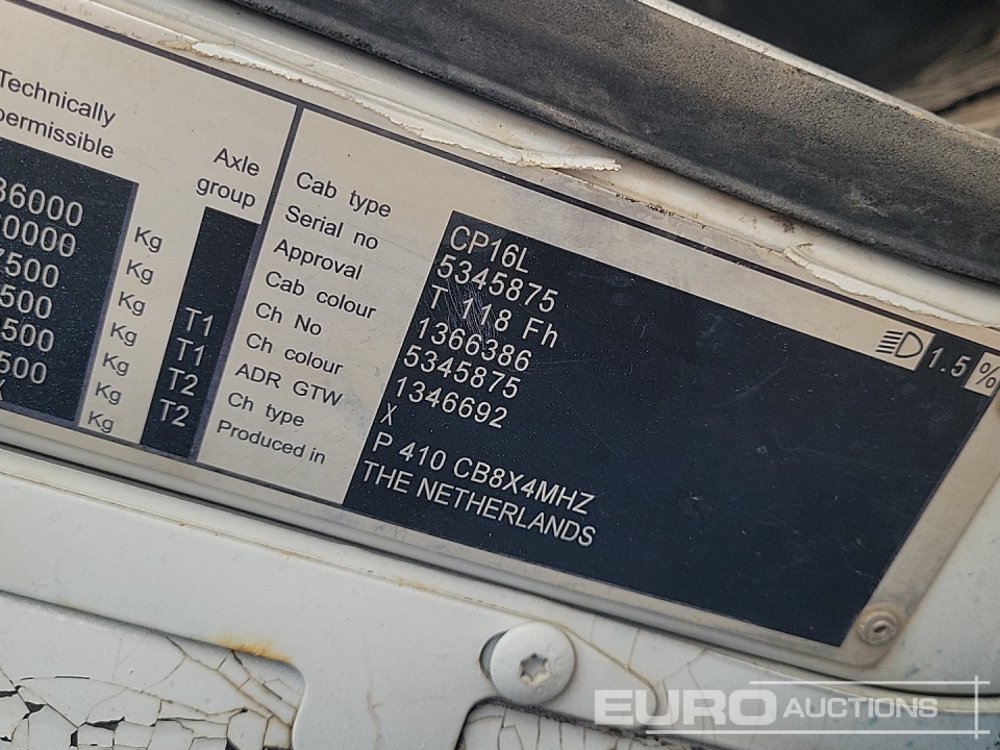 Technically
permissible
Axle
group
Kg
Kg
Kg
Kg
Kg
Kg
Kg
T1
T1
T2
T2
Cab type
Serial no
Approval
Cab colour
Ch No
Ch colour
ADR GTW
Ch type
Produced in
CP16L
5345875
T 118 Fh
1366386
5345875
1346692
X
P 410 CB8X4MHZ
THE NETHERLANDS
1.5 %
EURO AUCTIONS